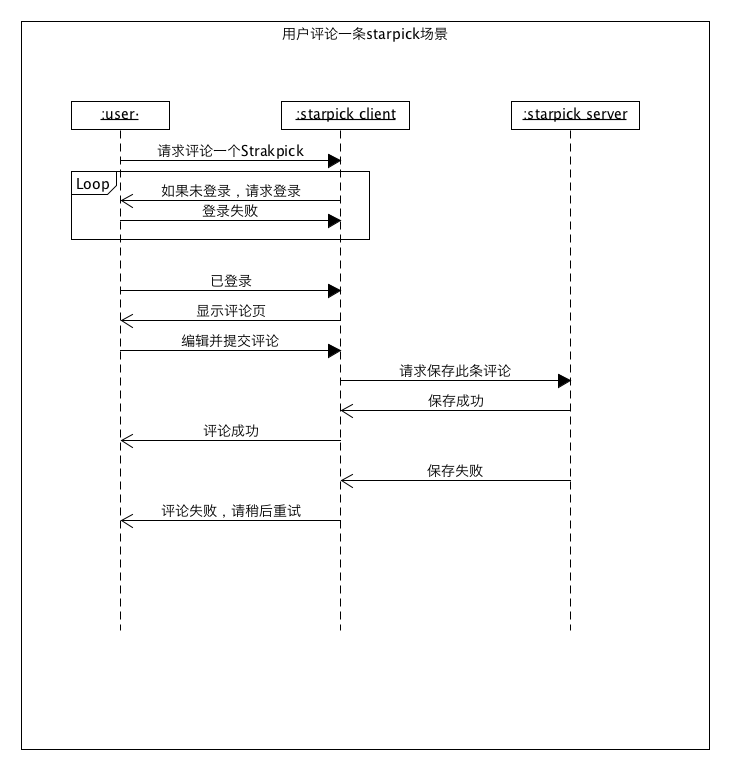 用户评论一条starpick场景
:user·
:starpick client
:starpick server
请求评论一个Strakpick
Loop
如果未登录，请求登录
登录失败
已登录
显示评论页
编辑并提交评论
请求保存此条评论
保存成功
评论成功
保存失败
评论失败，请稍后重试